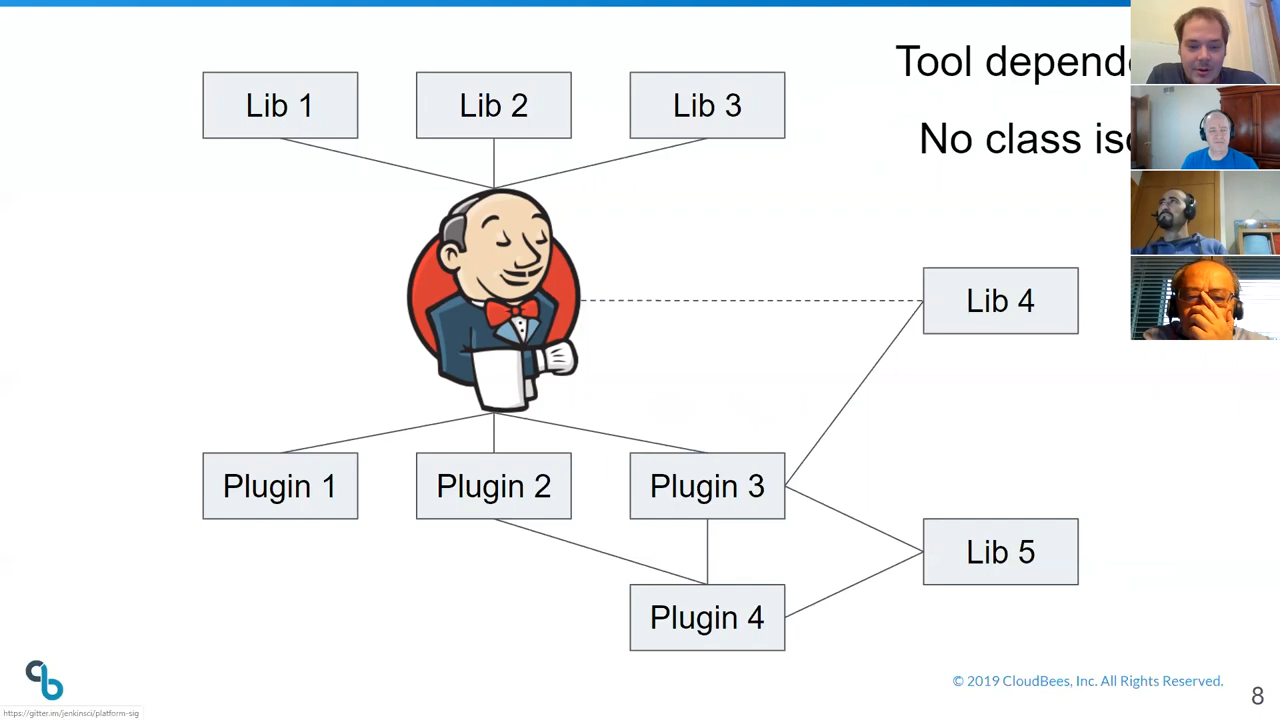 Tool depend
No class iso
Lib 1
Lib 2
Lib 3
Lib 4
Plugin 1
Plugin 2
Plugin 3
Lib 5
Plugin 4
© 2019 CloudBees, Inc. All Rights Reserved.
8
https://gitter.im/jenkinsci/platform-sig